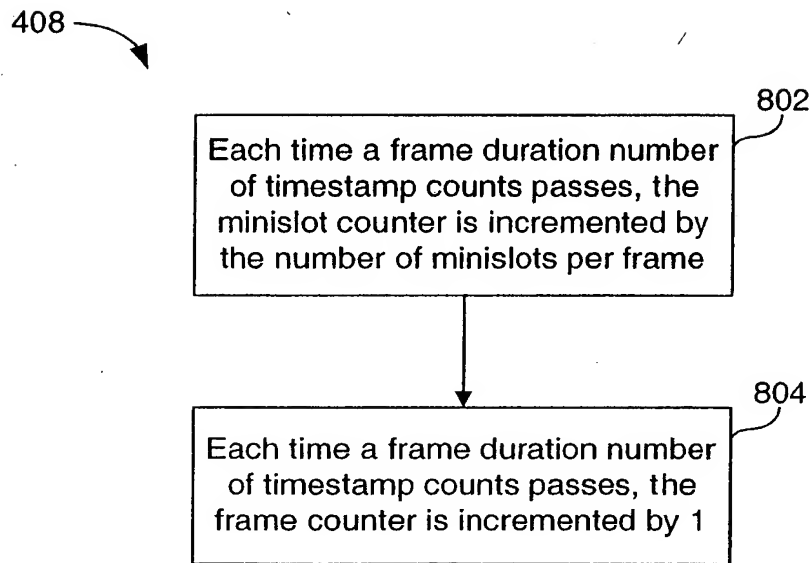 408
802
Each time a frame duration number
of timestamp counts passes, the
minislot counter is incremented by
the number of minislots per frame
804
Each time a frame duration number
of timestamp counts passes, the
frame counter is incremented by 1